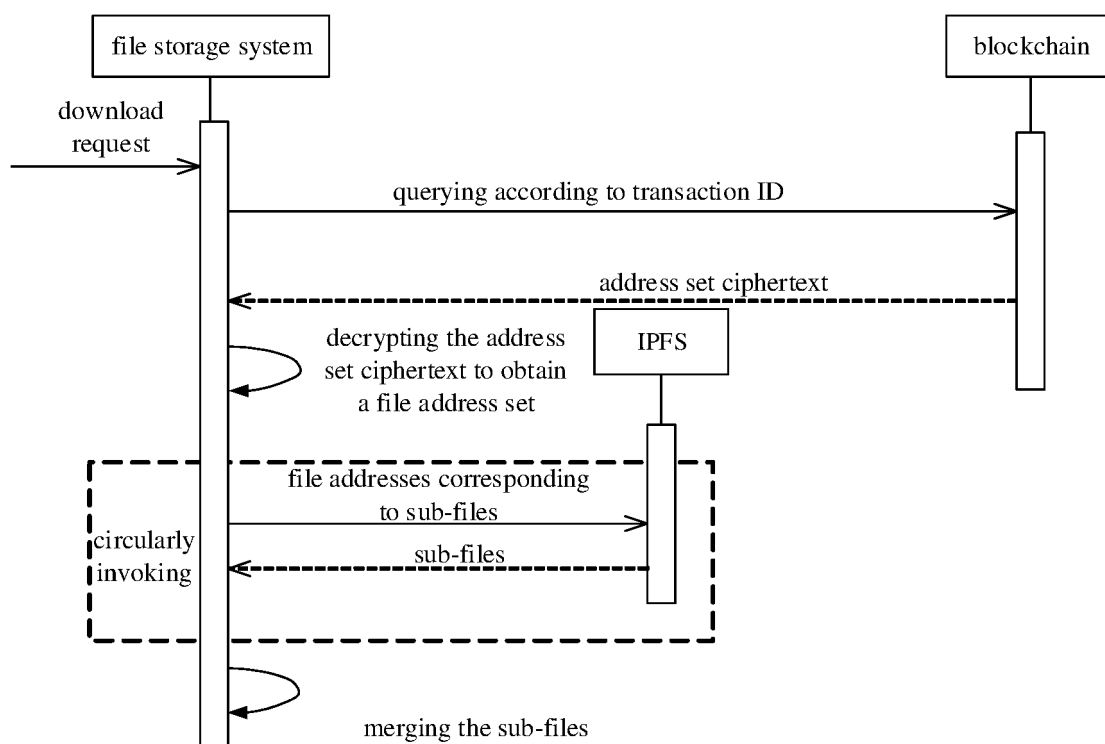 file storage system
blockchain
download
request
querying according to transaction ID
address set ciphertext
decrypting the address
set ciphertext to obtain
a file address set
IPFS
file addresses corresponding
to sub-files
circularly
invoking
sub-files
merging the sub-files